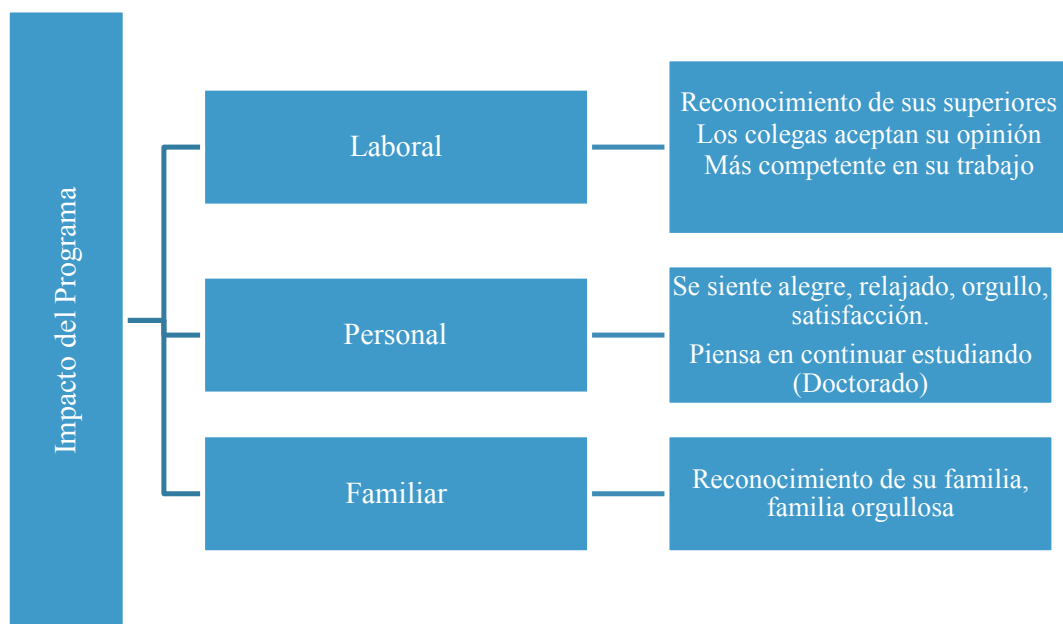 Impacto del Programa
Laboral
Reconocimiento de sus superiores
Los colegas aceptan su opinión
Más competente en su trabajo
Personal
Se siente alegre, relajado, orgullo,
satisfacción.
Piensa en continuar estudiando
(Doctorado)
Familiar
Reconocimiento de su familia,
familia orgullosa